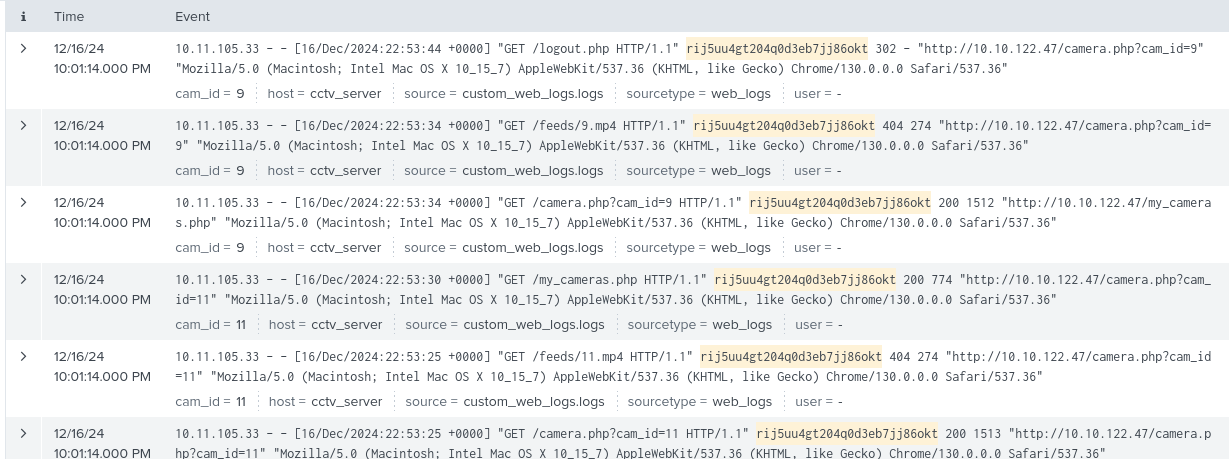 i Time Event
12/16/24 10.11.105.33 - - [16/Dec/2024:22:53:44 +0000] "GET /logout.php HTTP/1.1" rij5uu4gt204q0d3eb7jj86okt 302 - "http://10.10.122.47/camera.php?cam_id=9"
10:01:14.000 PM "Mozilla/5.0 (Macintosh; Intel Mac OS X 10_15_7) AppleWebKit/537.36 (KHTML, like Gecko) Chrome/130.0.0.0 Safari/537.36"
cam_id = 9 host = cctv_server source = custom_web_logs.logs sourcetype = web_logs user = -
12/16/24 10.11.105.33 - - [16/Dec/2024:22:53:34 +0000] "GET /feeds/9.mp4 HTTP/1.1" rij5uu4gt204q0d3eb7jj86okt 404 274 "http://10.10.122.47/camera.php?cam_id=
10:01:14.000 PM 9" "Mozilla/5.0 (Macintosh; Intel Mac OS X 10_15_7) AppleWebKit/537.36 (KHTML, like Gecko) Chrome/130.0.0.0 Safari/537.36"
cam_id = 9 host = cctv_server source = custom_web_logs.logs sourcetype = web_logs user = -
12/16/24 10.11.105.33 - - [16/Dec/2024:22:53:34 +0000] "GET /camera.php?cam_id=9 HTTP/1.1" rij5uu4gt204q0d3eb7jj86okt 200 1512 "http://10.10.122.47/my_camera
10:01:14.000 PM s.php" "Mozilla/5.0 (Macintosh; Intel Mac OS X 10_15_7) AppleWebKit/537.36 (KHTML, like Gecko) Chrome/130.0.0.0 Safari/537.36"
cam_id = 9 host = cctv_server source = custom_web_logs.logs sourcetype = web_logs user = -
12/16/24 10.11.105.33 - - [16/Dec/2024:22:53:30 +0000] "GET /my_cameras.php HTTP/1.1" rij5uu4gt204q0d3eb7jj86okt 200 774 "http://10.10.122.47/camera.php?cam_
10:01:14.000 PM id=11" "Mozilla/5.0 (Macintosh; Intel Mac OS X 10_15_7) AppleWebKit/537.36 (KHTML, like Gecko) Chrome/130.0.0.0 Safari/537.36"
cam_id = 11 host = cctv_server source = custom_web_logs.logs sourcetype = web_logs user = -
12/16/24 10.11.105.33 - - [16/Dec/2024:22:53:25 +0000] "GET /feeds/11.mp4 HTTP/1.1" rij5uu4gt204q0d3eb7jj86okt 404 274 "http://10.10.122.47/camera.php?cam_id
10:01:14.000 PM =11" "Mozilla/5.0 (Macintosh; Intel Mac OS X 10_15_7) AppleWebKit/537.36 (KHTML, like Gecko) Chrome/130.0.0.0 Safari/537.36"
cam_id = 11 host = cctv_server source = custom_web_logs.logs sourcetype = web_logs user = -
12/16/24 10.11.105.33 - - [16/Dec/2024:22:53:25 +0000] "GET /camera.php?cam_id=11 HTTP/1.1" rij5uu4gt204q0d3eb7jj86okt 200 1513 "http://10.10.122.47/camera.p
10:01:14.000 PM hp?cam_id=11" "Mozilla/5.0 (Macintosh; Intel Mac OS X 10_15_7) AppleWebKit/537.36 (KHTML, like Gecko) Chrome/130.0.0.0 Safari/537.36"